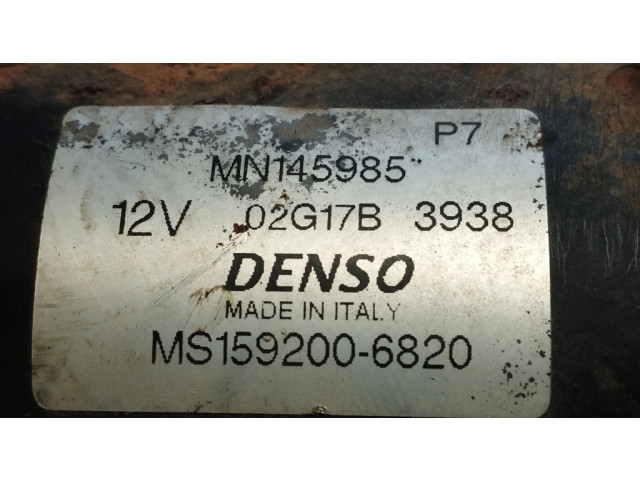 P7
MN145985
12V 02G17B 3938
DENSO
MADE IN ITALY
MS159200-6820